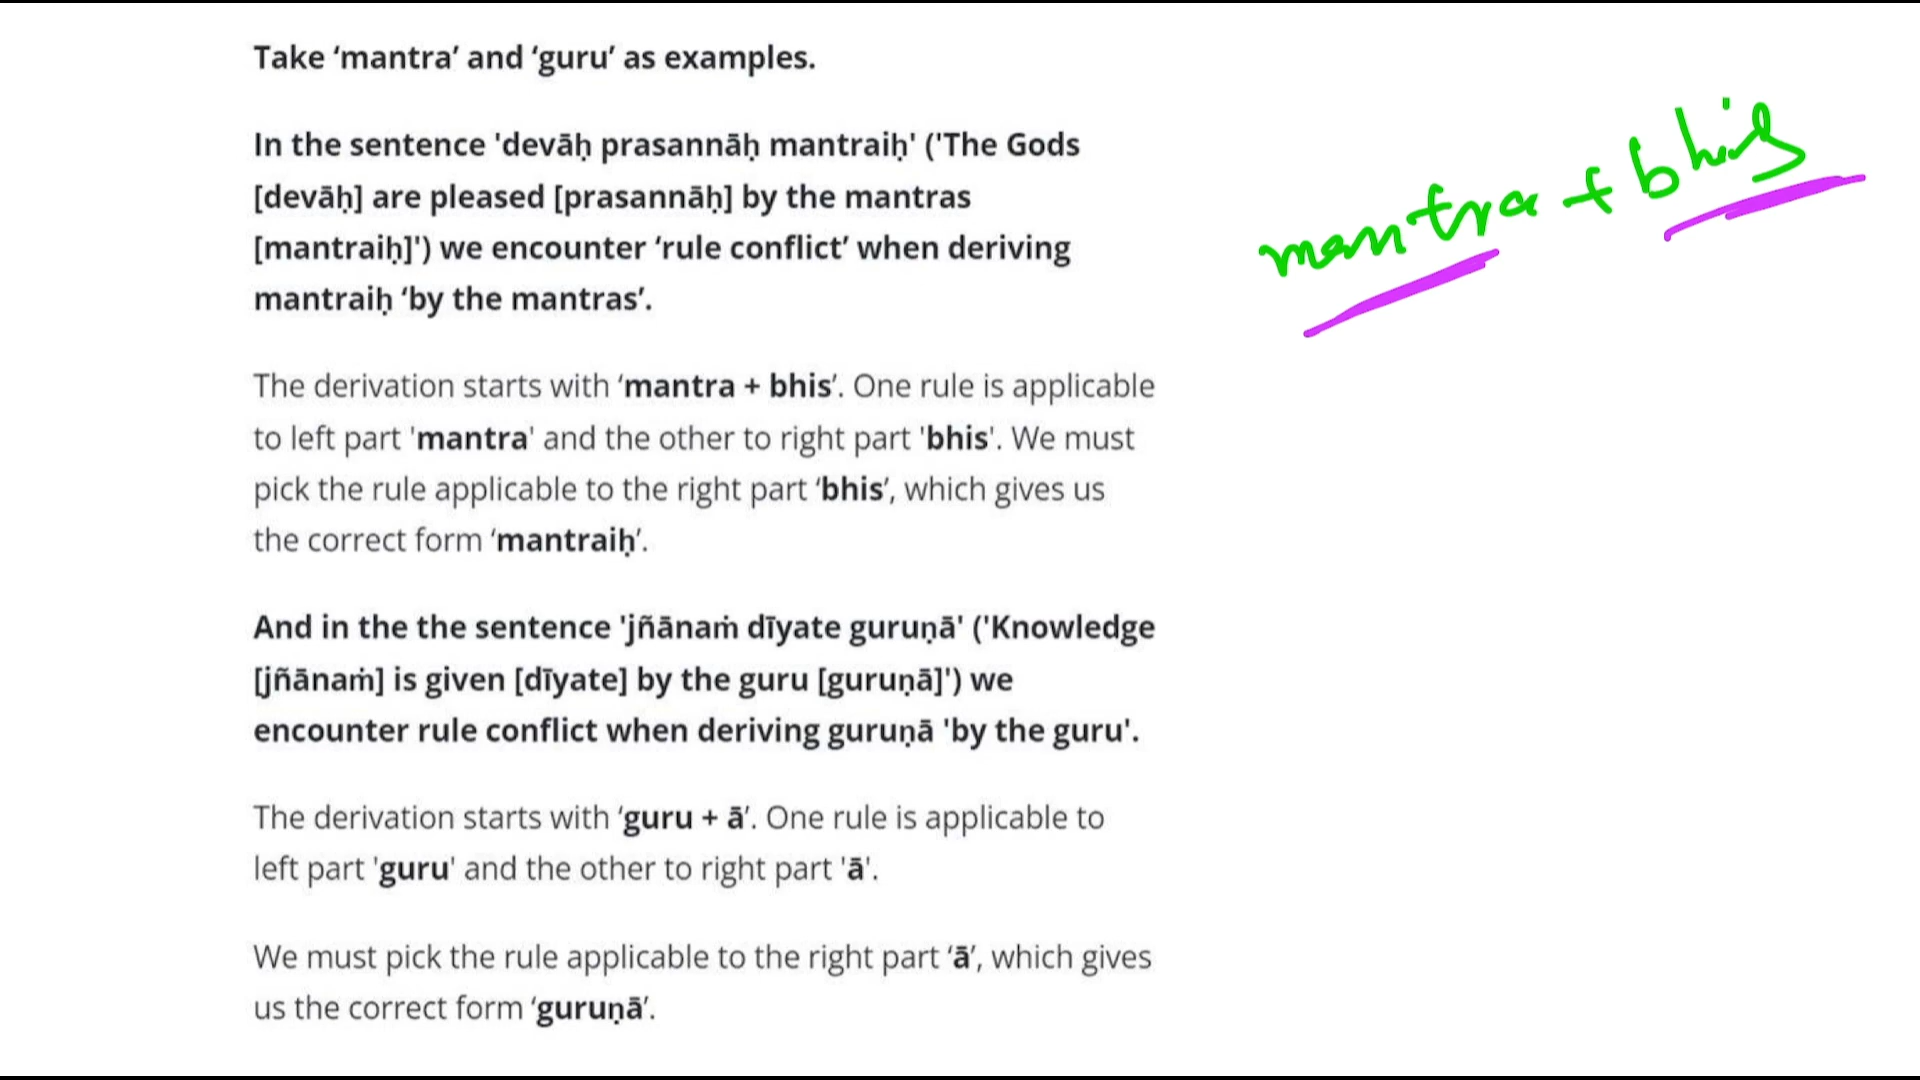 Take ‘mantra’ and ‘guru’ as examples.
In the sentence 'devāḥ prasannāḥ mantraiḥ' ('The Gods
[devāḥ] are pleased [prasannāḥ] by the mantras
[mantraiḥ]') we encounter ‘rule conflict’ when deriving
mantraiḥ ‘by the mantras’.
The derivation starts with ‘mantra + bhis’. One rule is applicable
to left part 'mantra' and the other to right part 'bhis'. We must
pick the rule applicable to the right part ‘bhis’, which gives us
the correct form ‘mantraiḥ’.
And in the the sentence 'jñānaṁ dīyate guruṇā' ('Knowledge
[jñānaṁ] is given [dīyate] by the guru [guruṇā]') we
encounter rule conflict when deriving guruṇā 'by the guru'.
The derivation starts with ‘guru + ā’. One rule is applicable to
left part 'guru' and the other to right part 'ā'.
We must pick the rule applicable to the right part ‘ā’, which gives
us the correct form ‘guruṇā’.
mantra + bhis